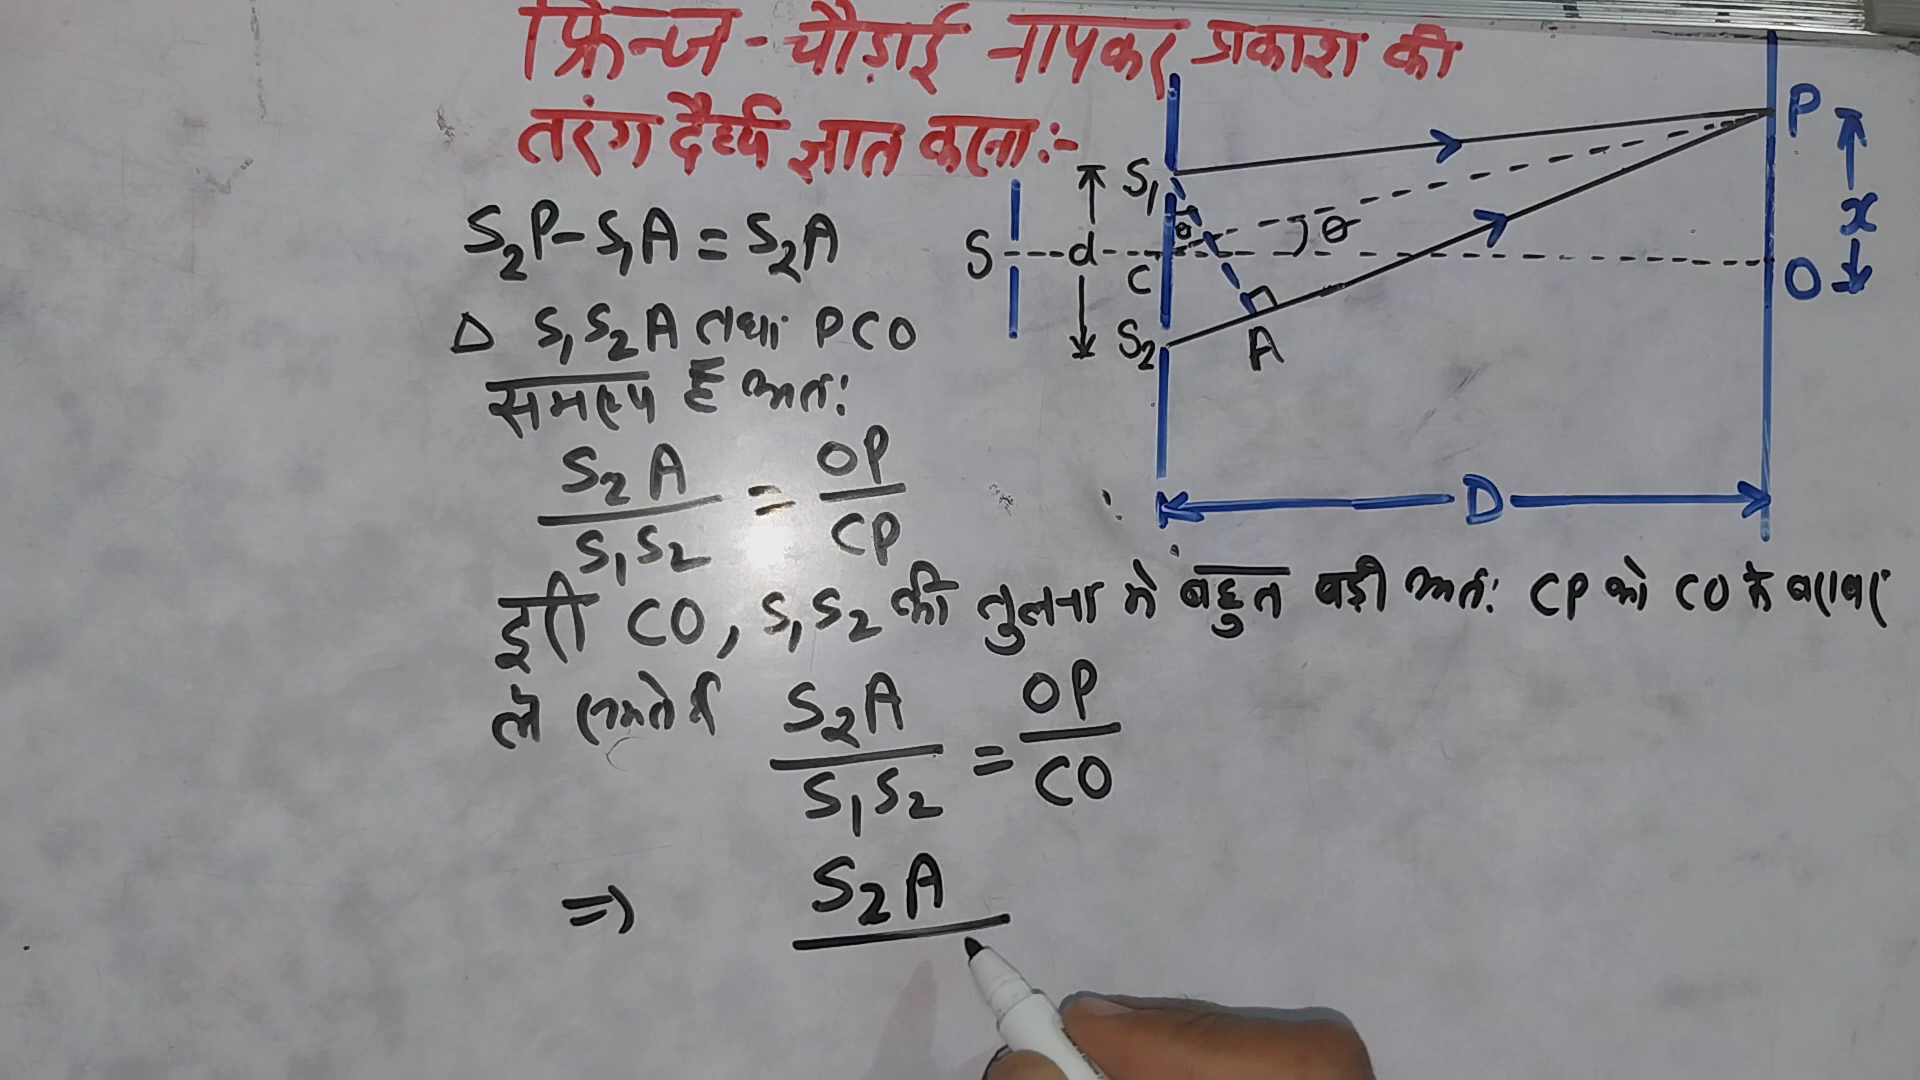 फ्रिन्ज-चौड़ाई नापकर प्रकाश की
तरंग दैर्ध्य ज्ञात करना:-
S₂P-S₁A=S₂A
Δ S₁S₂A तथा PCO
समरूप हैं अतः
S₂A/S₁S₂ = OP/CP
दूरी CO, S₁S₂ की तुलना में बहुत बड़ी अतः CP को CO के बराबर
ले सकते हैं S₂A/S₁S₂ = OP/CO
=> S₂A
P
S₁
θ
θ
x
S
d
C
O
S₂
A
D